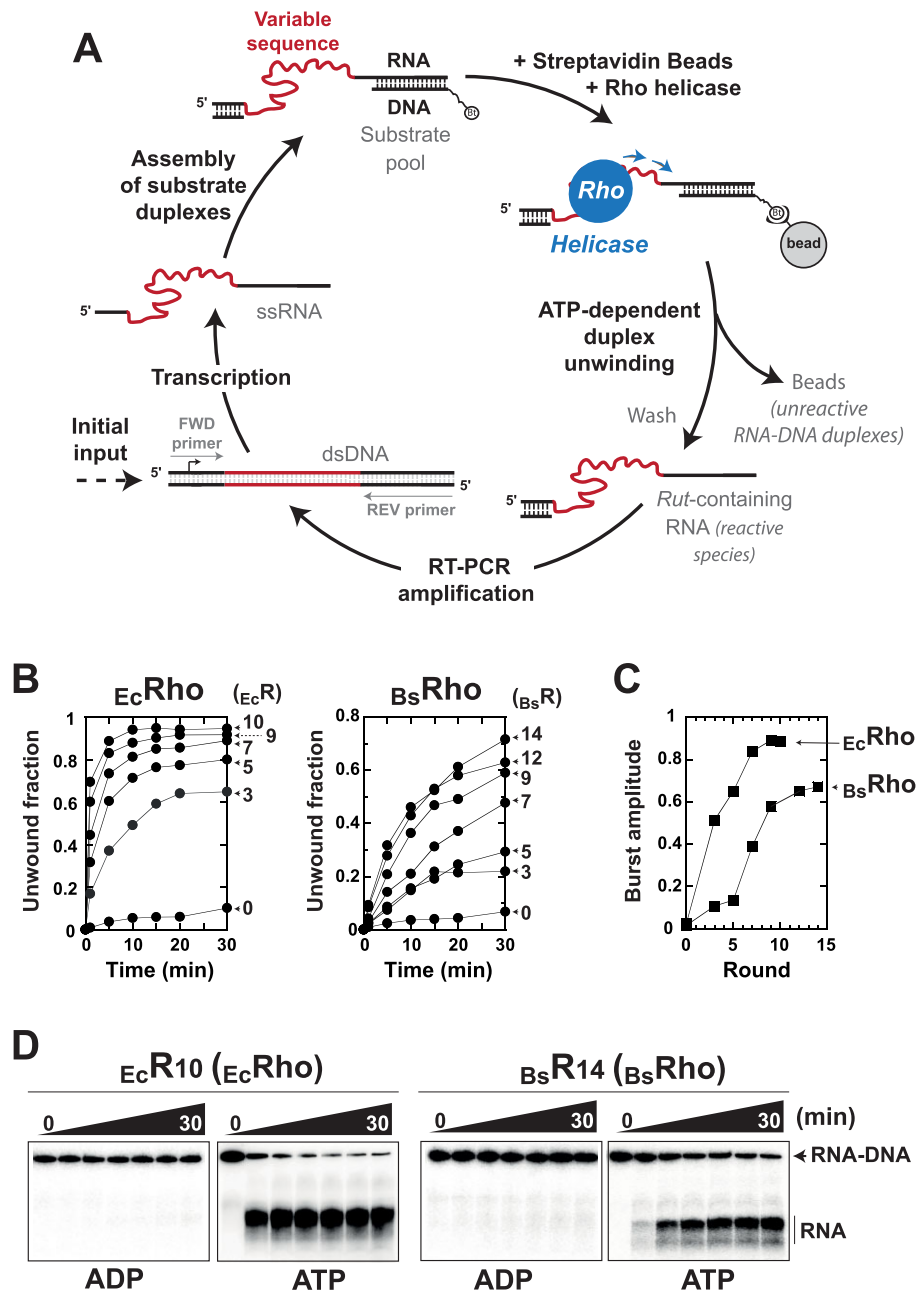 A
Variable
sequence
RNA
DNA
Bt
5'
Substrate
pool
+ Streptavidin Beads
+ Rho helicase
Assembly
of substrate
duplexes
Rho
5'
Helicase
Bt
bead
5'
ssRNA
ATP-dependent
duplex
unwinding
Transcription
Beads
(unreactive
RNA-DNA duplexes)
Wash
Initial
input
FWD
primer
dsDNA
5'
5'
REV primer
5'
Rut-containing
RNA (reactive
species)
RT-PCR
amplification
B
EcRho
(EcR)
Unwound fraction
1
0.8
0.6
0.4
0.2
0
10
9
7
5
3
0
0 10 20 30
Time (min)
BsRho
(BsR)
Unwound fraction
0.8
0.6
0.4
0.2
0
14
12
9
7
5
3
0
0 10 20 30
Time (min)
C
Burst amplitude
1
0.8
0.6
0.4
0.2
0
EcRho
BsRho
0 5 10 15
Round
D
EcR10 (EcRho)
BsR14 (BsRho)
0 30 0 30 0 30 0 30 (min)
RNA-DNA
RNA
ADP ATP ADP ATP